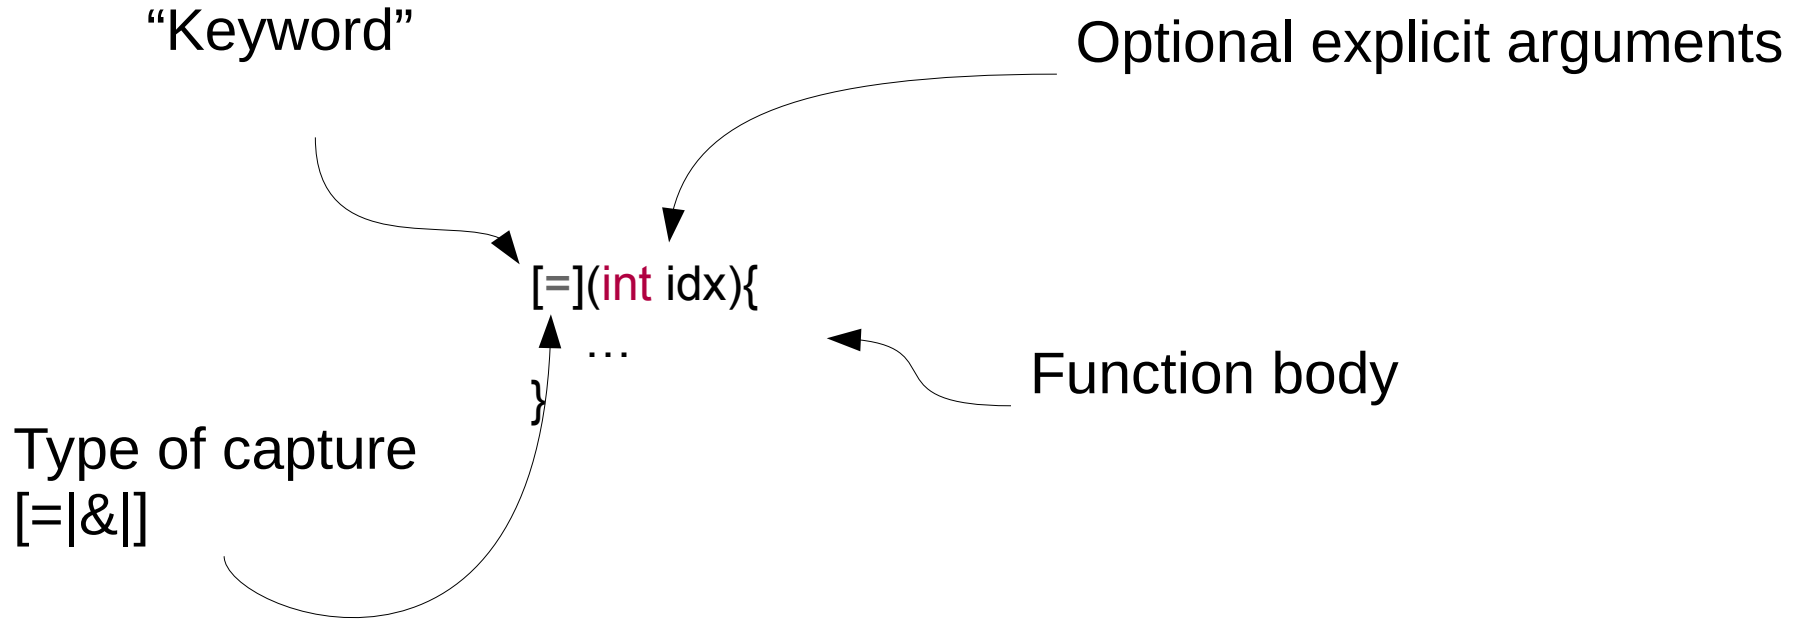 “Keyword”
Optional explicit arguments
[=](int idx){
…
}
Function body
Type of capture
[=|&|]